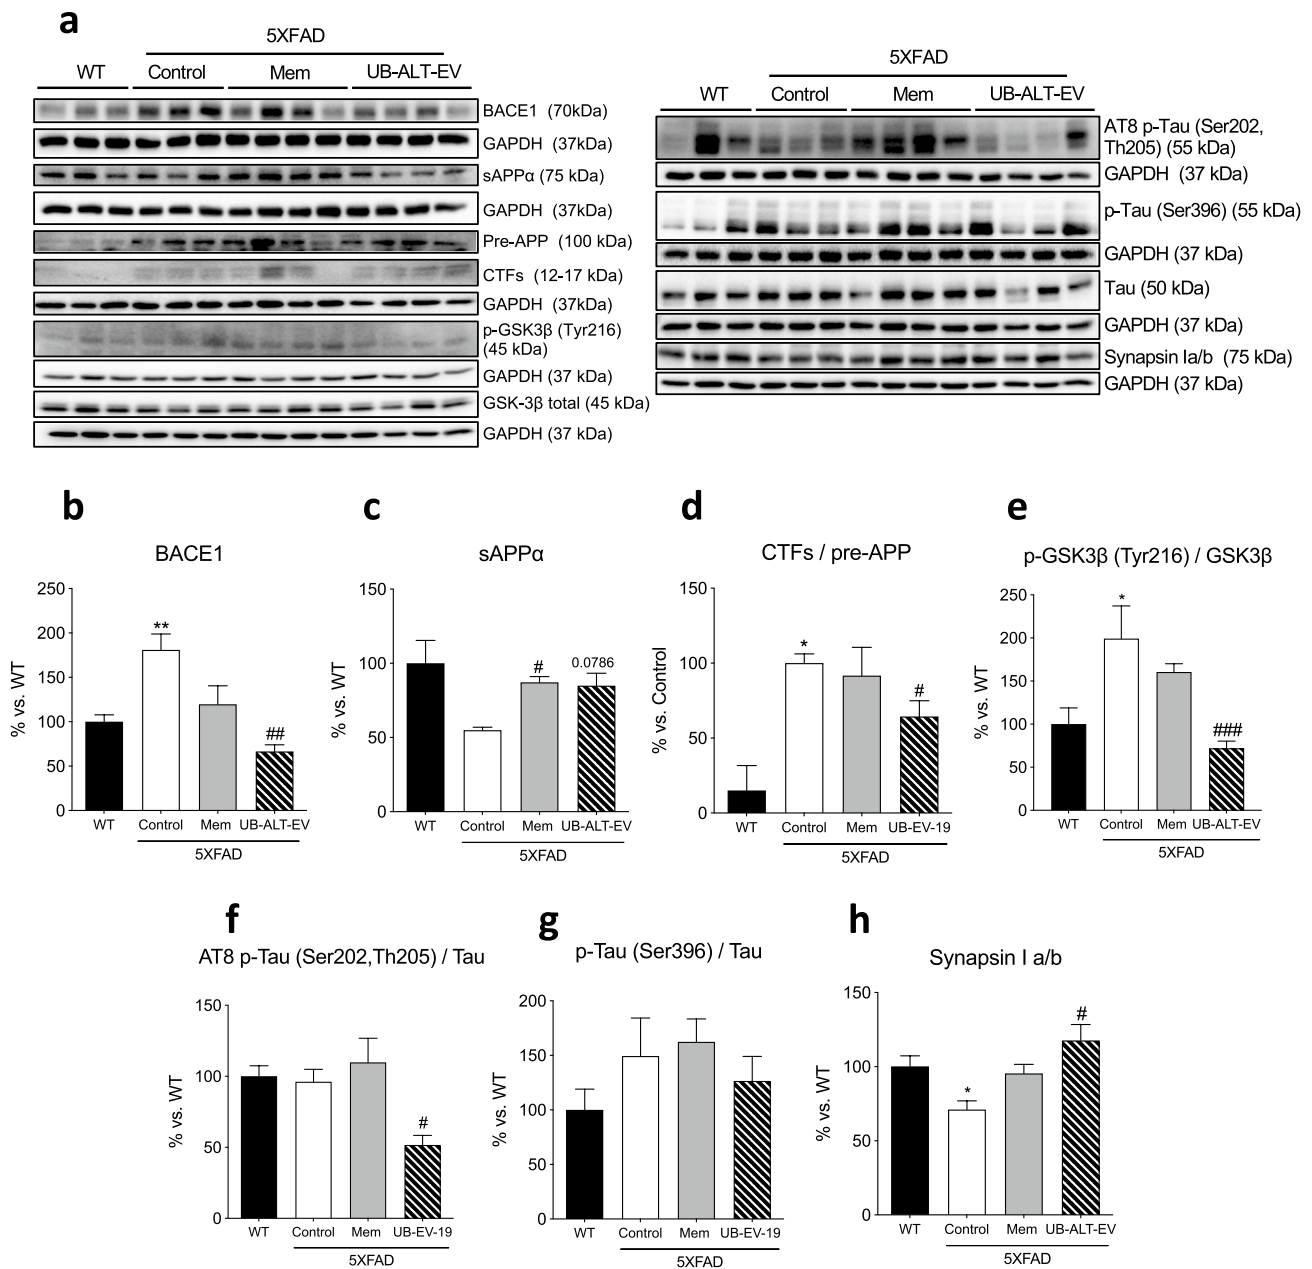 a
5XFAD
WT Control Mem UB-ALT-EV
BACE1 (70kDa)
GAPDH (37kDa)
sAPPα (75 kDa)
GAPDH (37kDa)
Pre-APP (100 kDa)
CTFs (12-17 kDa)
GAPDH (37kDa)
p-GSK3β (Tyr216)
(45 kDa)
GAPDH (37 kDa)
GSK-3β total (45 kDa)
GAPDH (37 kDa)
5XFAD
WT Control Mem UB-ALT-EV
AT8 p-Tau (Ser202,
Th205) (55 kDa)
GAPDH (37 kDa)
p-Tau (Ser396) (55 kDa)
GAPDH (37 kDa)
Tau (50 kDa)
GAPDH (37 kDa)
Synapsin Ia/b (75 kDa)
GAPDH (37 kDa)
b
BACE1
% vs. WT
250
200
150
100
50
0
**
##
WT Control Mem UB-ALT-EV
5XFAD
c
sAPPα
% vs. WT
150
100
50
0
#
0.0786
WT Control Mem UB-ALT-EV
5XFAD
d
CTFs / pre-APP
% vs. Control
150
100
50
0
*
#
WT Control Mem UB-EV-19
5XFAD
e
p-GSK3β (Tyr216) / GSK3β
% vs. WT
250
200
150
100
50
0
*
###
WT Control Mem UB-ALT-EV
5XFAD
f
AT8 p-Tau (Ser202,Th205) / Tau
% vs. WT
150
100
50
0
#
WT Control Mem UB-EV-19
5XFAD
g
p-Tau (Ser396) / Tau
% vs. WT
200
150
100
50
0
WT Control Mem UB-EV-19
5XFAD
h
Synapsin I a/b
% vs. WT
150
100
50
0
*
#
WT Control Mem UB-ALT-EV
5XFAD